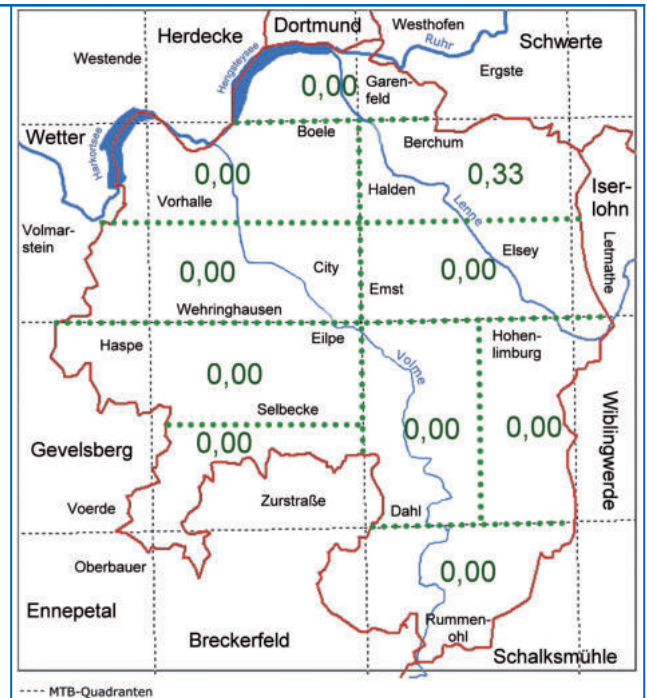 Dortmund
Westhofen
Herdecke
Schwerte
Ruhr
Westende
Hengsteysee
Ergste
Garen-
feld
0,00
Boele
Wetter
Harkortsee
Berchum
0,00
0,33
Iser-
lohn
Vorhalle
Halden
Lenne
Volmar-
stein
Letmathe
Elsey
City
0,00
0,00
Emst
Wehringhausen
Eilpe
Hohen-
limburg
Haspe
Volme
0,00
Wiblingwerde
Selbecke
0,00
0,00
0,00
Gevelsberg
Voerde
Zurstraße
Dahl
Oberbauer
0,00
Ennepetal
Rummen-
ohl
Breckerfeld
Schalksmühle
---- MTB-Quadranten